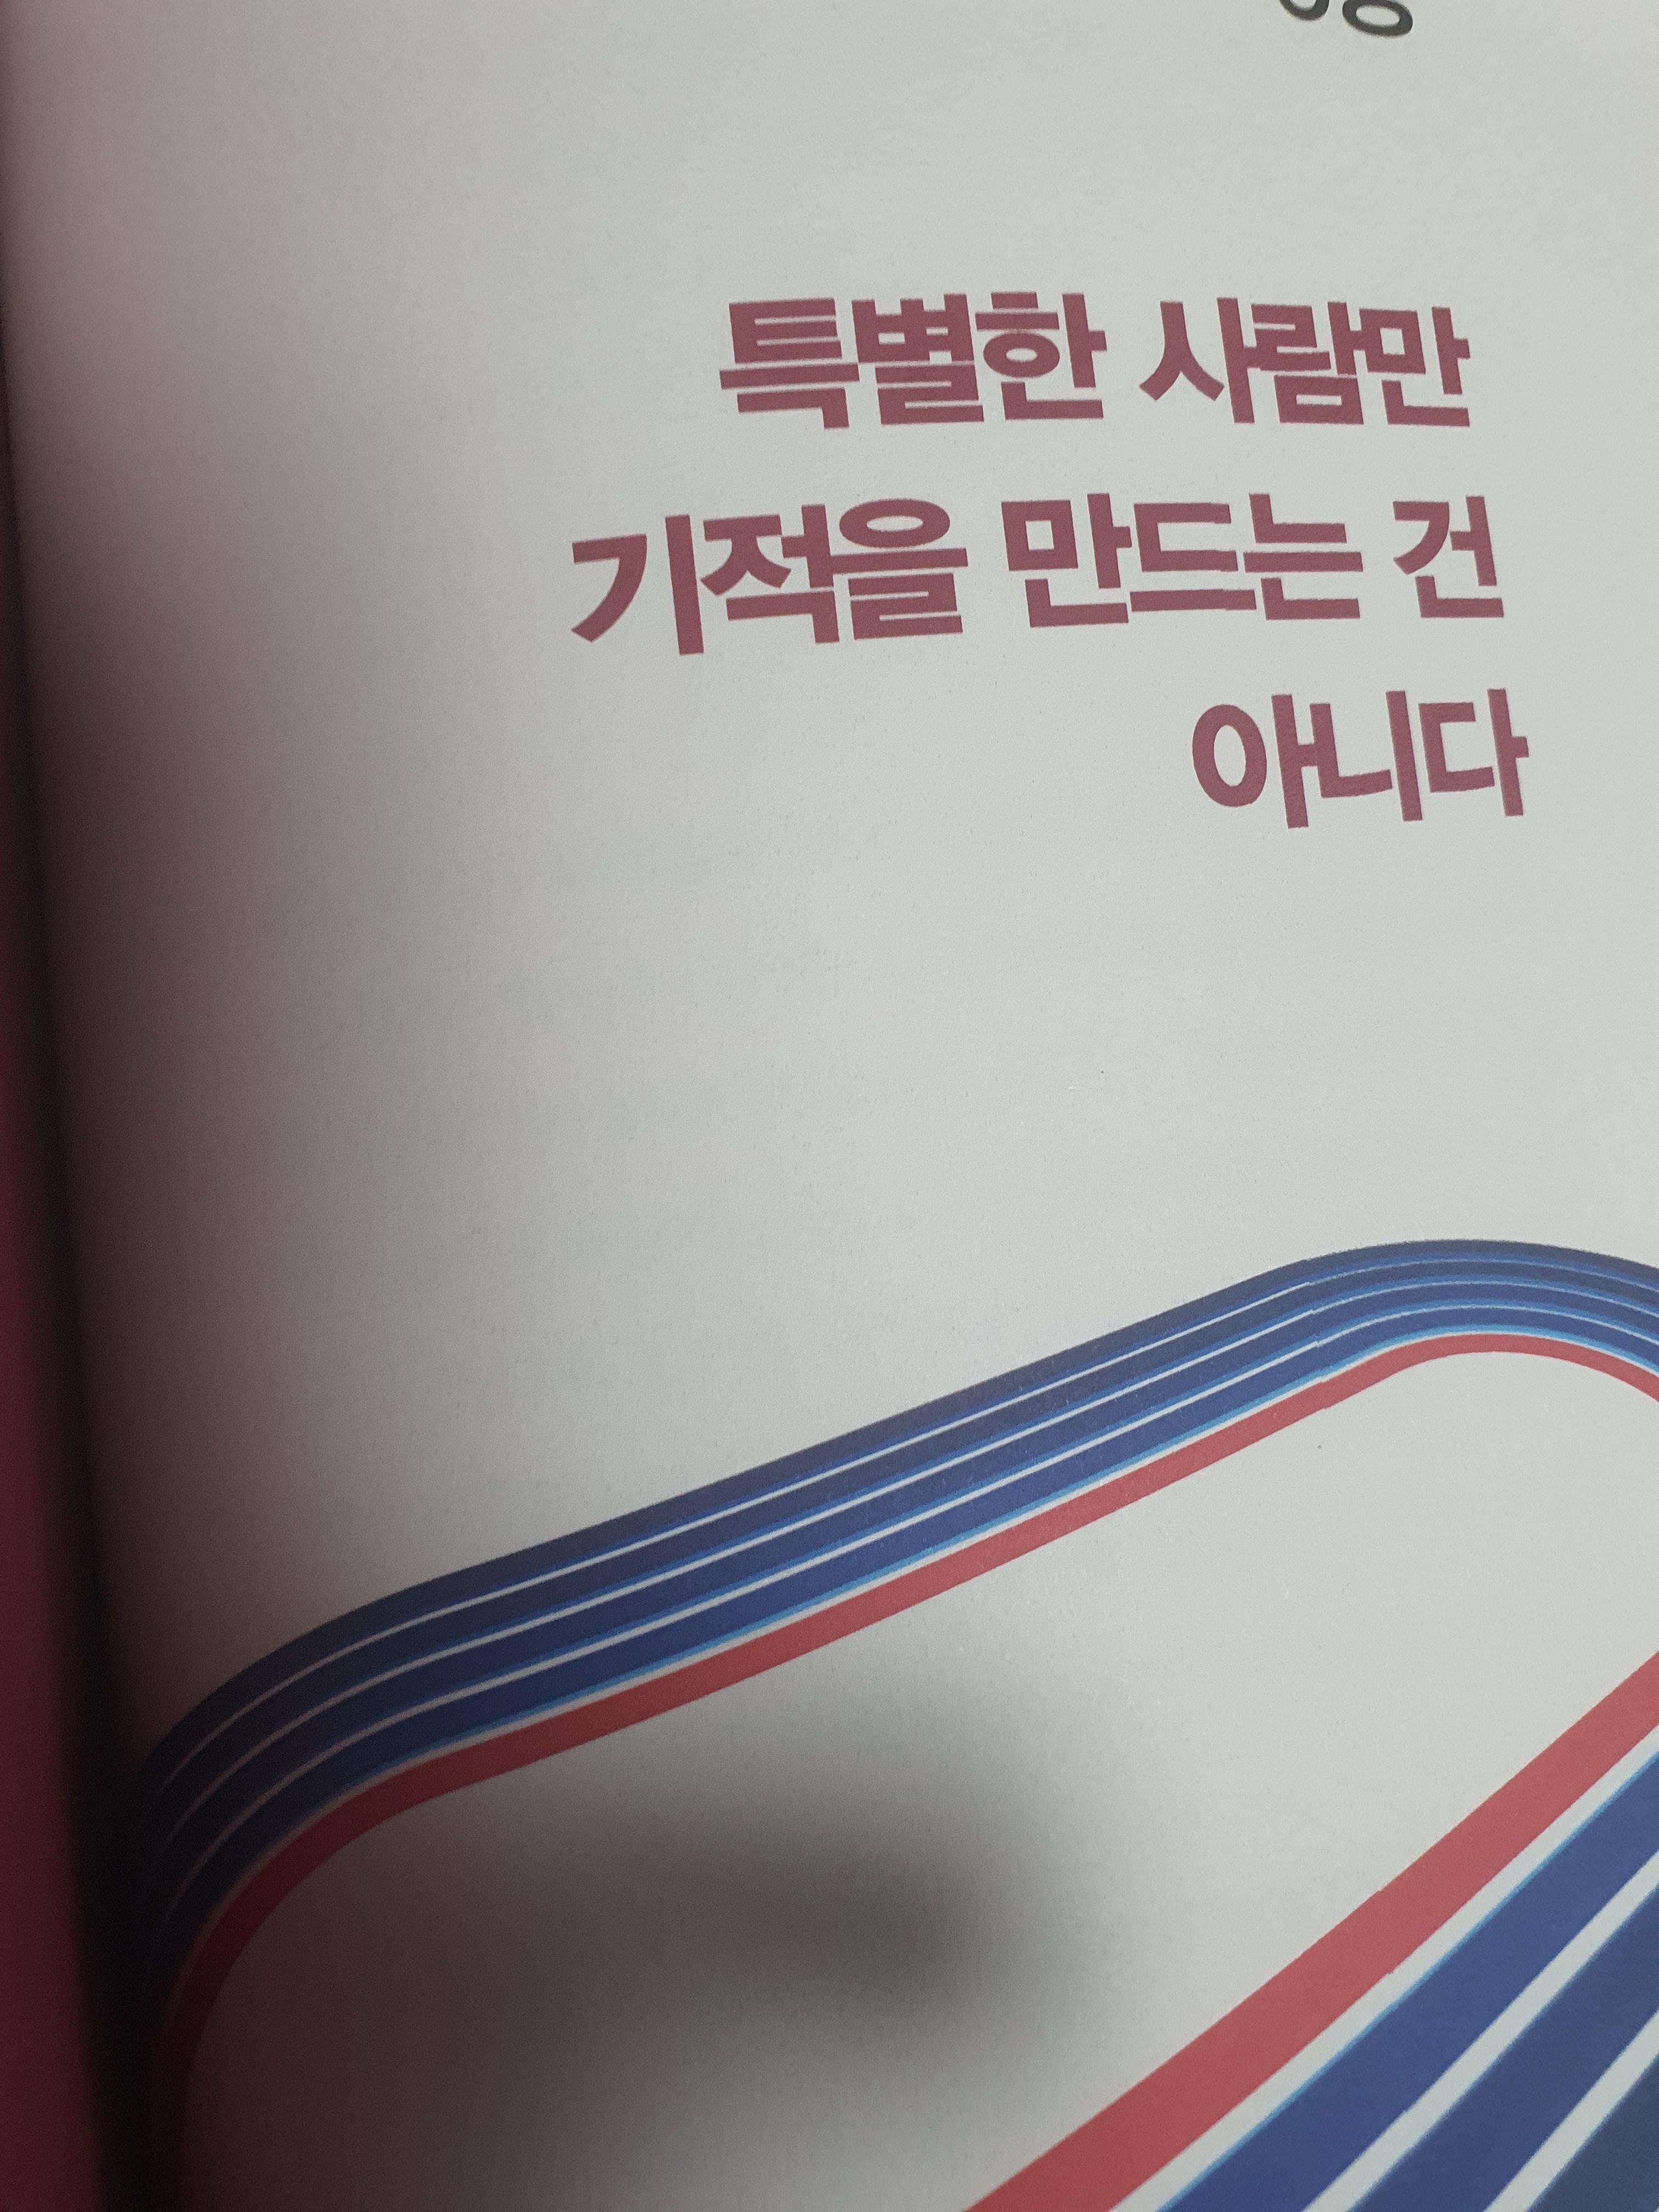 특별한 사람만
기적을 만드는 건
아니다